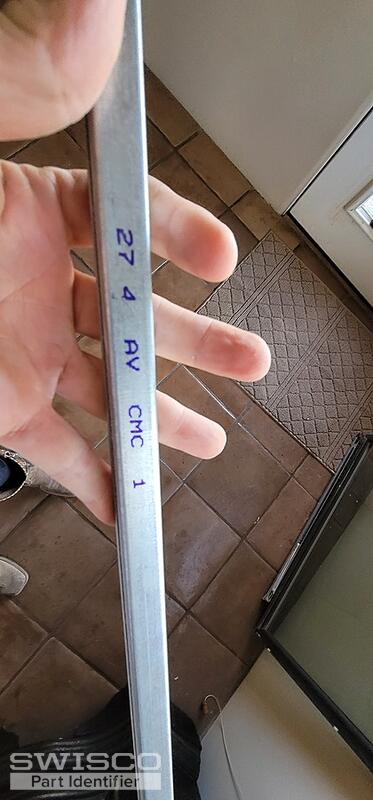 27 4 AV CMC 1
SWISCO
Part Identifier